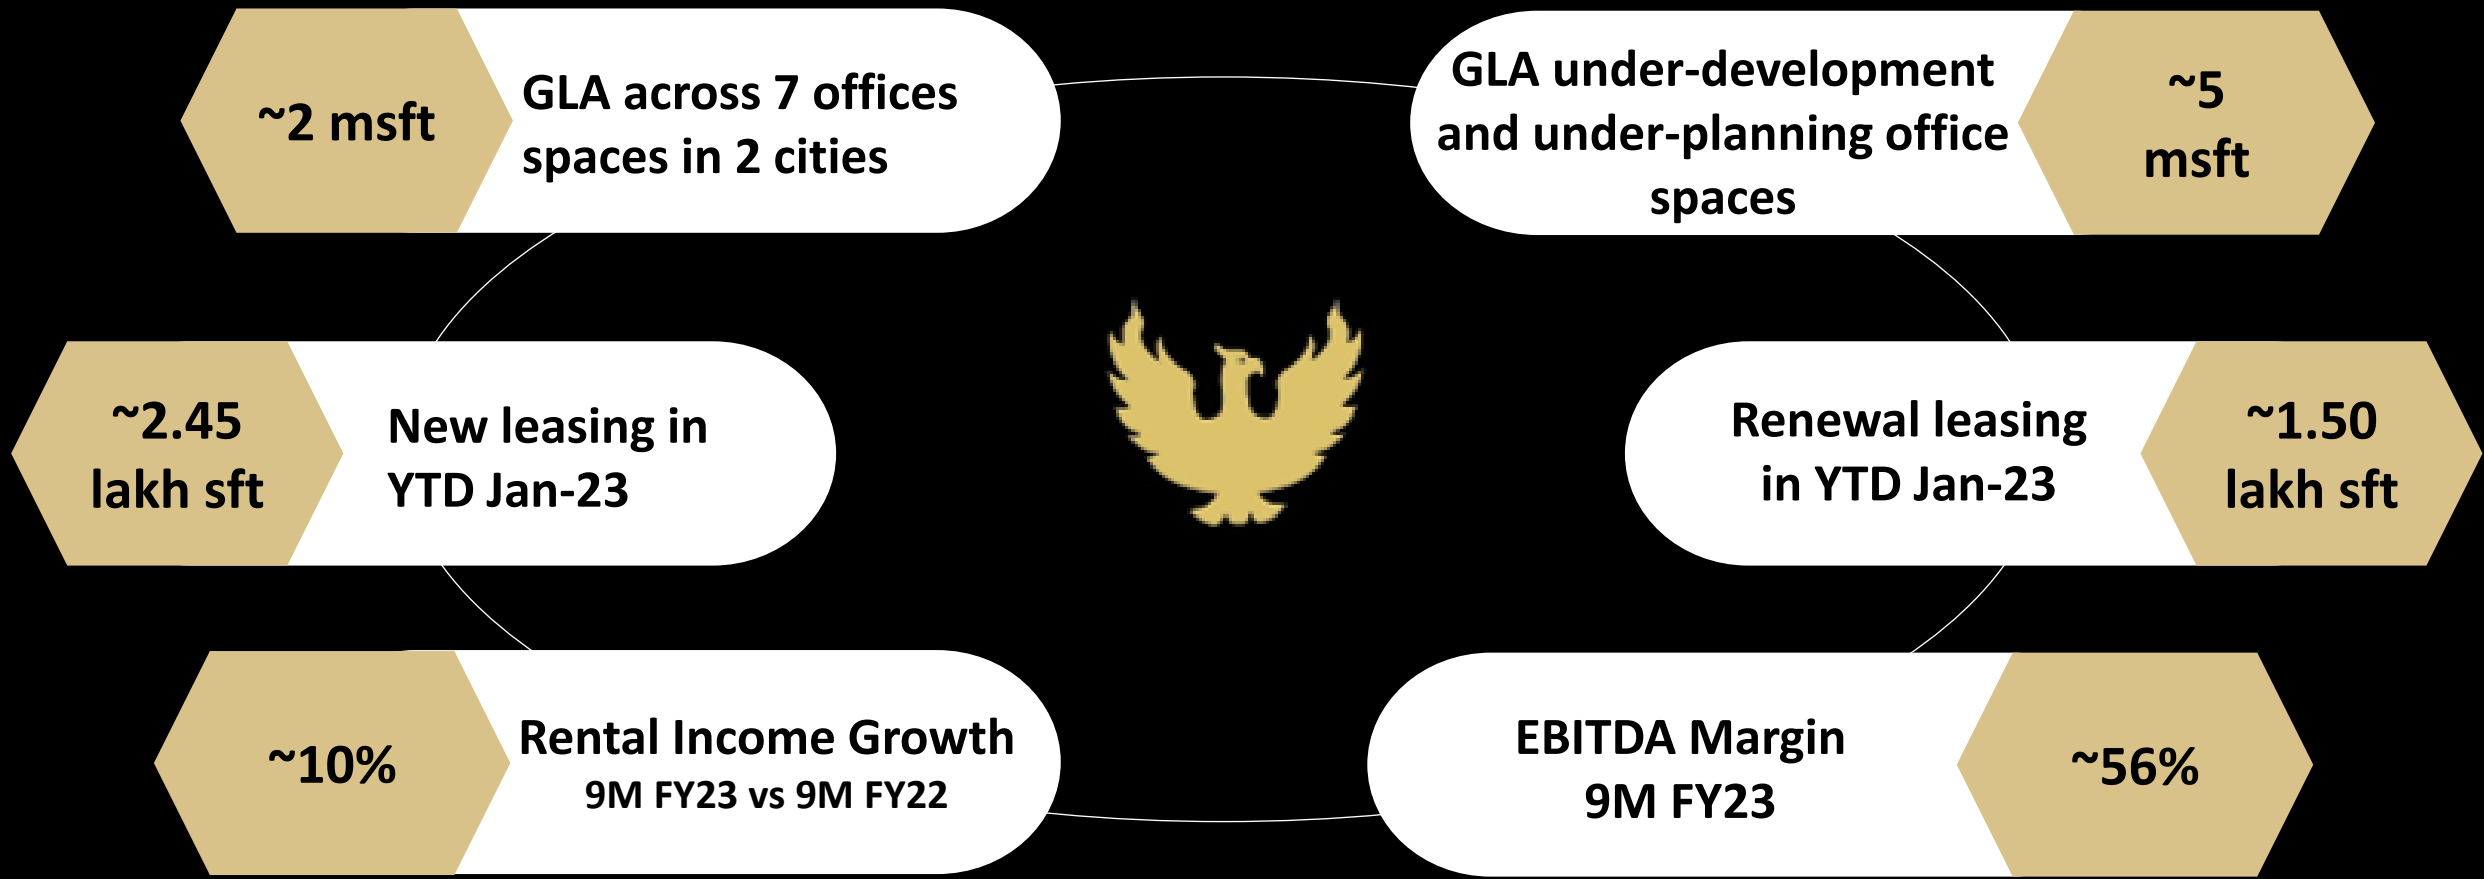 ~2 msft
GLA across 7 offices
spaces in 2 cities
GLA under-development
and under-planning office
spaces
~5
msft
~2.45
lakh sft
New leasing in
YTD Jan-23
Renewal leasing
in YTD Jan-23
~1.50
lakh sft
~10%
Rental Income Growth
9M FY23 vs 9M FY22
EBITDA Margin
9M FY23
~56%